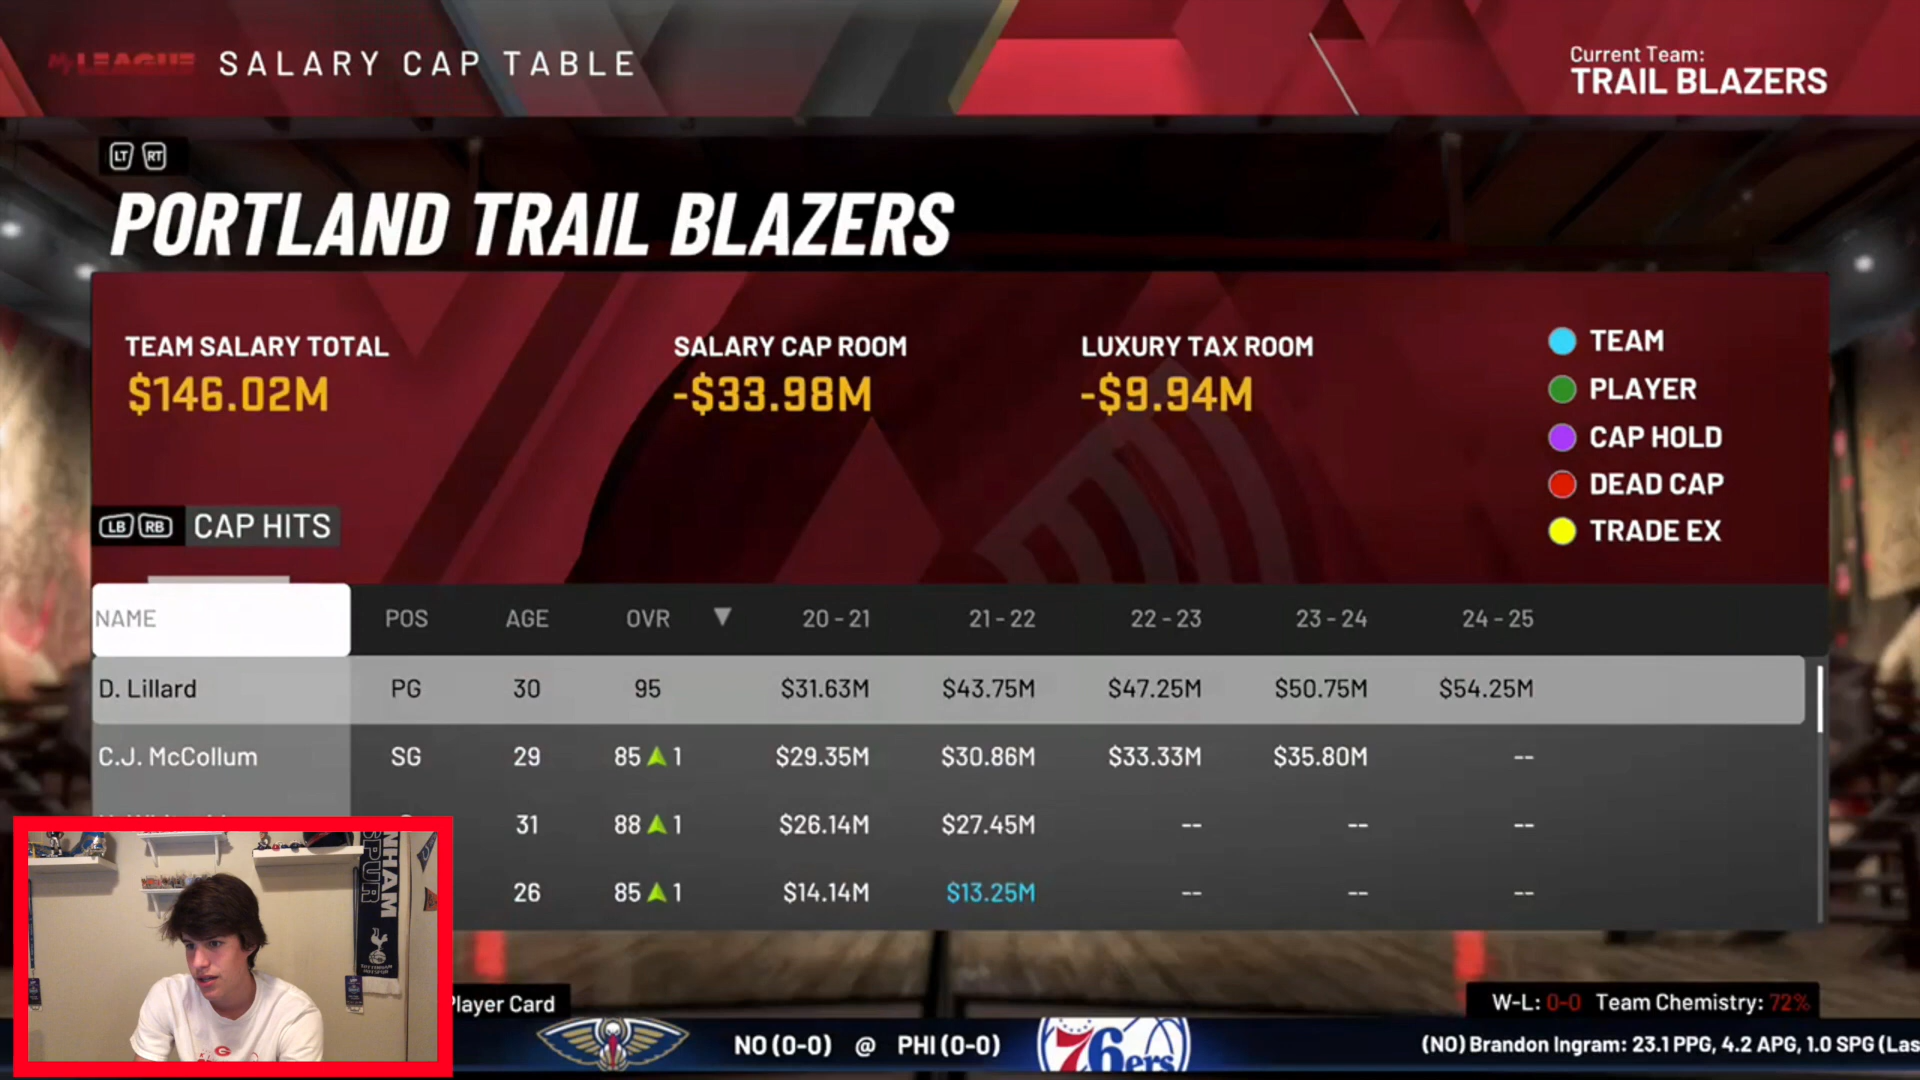 MyLEAGUE SALARY CAP TABLE
Current Team:
TRAIL BLAZERS
LT RT
PORTLAND TRAIL BLAZERS
TEAM SALARY TOTAL
$146.02M
SALARY CAP ROOM
-$33.98M
LUXURY TAX ROOM
-$9.94M
TEAM
PLAYER
CAP HOLD
DEAD CAP
TRADE EX
LB RB CAP HITS
NAME POS AGE OVR ▼ 20 - 21 21 - 22 22 - 23 23 - 24 24 - 25
D. Lillard PG 30 95 $31.63M $43.75M $47.25M $50.75M $54.25M
C.J. McCollum SG 29 85 ▲ 1 $29.35M $30.86M $33.33M $35.80M --
31 88 ▲ 1 $26.14M $27.45M -- -- --
26 85 ▲ 1 $14.14M $13.25M -- -- --
Player Card
W-L: 0-0 Team Chemistry: 72%
NO (0-0) @ PHI (0-0) 76ers
(NO) Brandon Ingram: 23.1 PPG, 4.2 APG, 1.0 SPG (Las